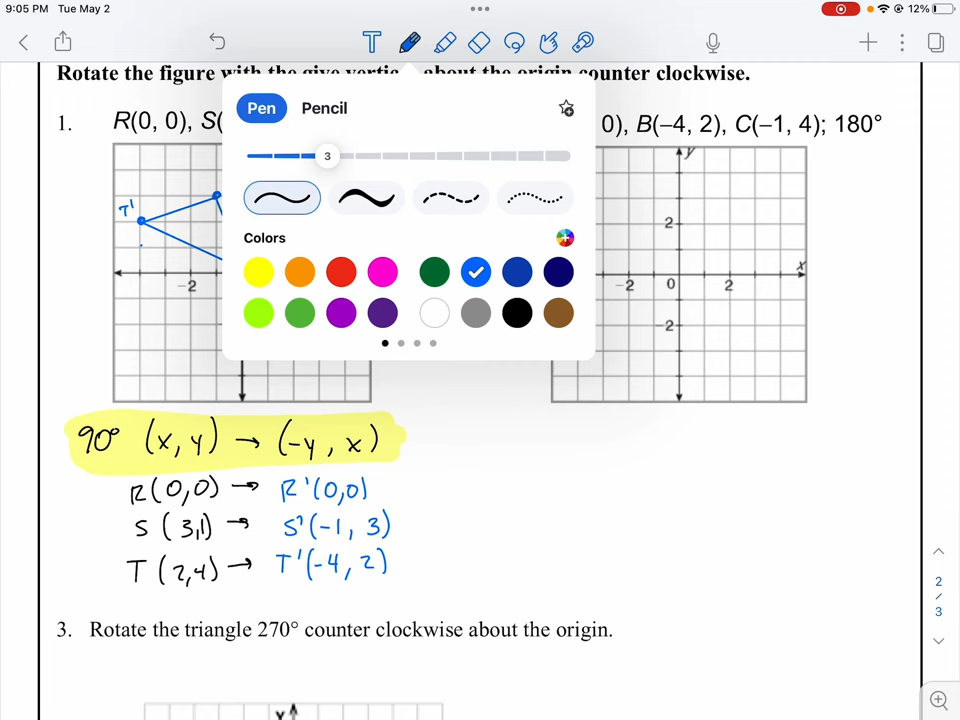 9:05 PM Tue May 2
12%
T
Rotate the figure with the give about the origin counter clockwise.
1. R(0, 0), S(
0), B(–4, 2), C(–1, 4); 180°
Pen Pencil
3
Colors
T'
−2
y
x
2
−2 0 2
−2
90° (x, y) → (-y, x)
R(0,0) → R'(0,0)
S (3,1) → S'(-1, 3)
T (2,4) → T'(-4, 2)
3. Rotate the triangle 270° counter clockwise about the origin.
y
2
/
3